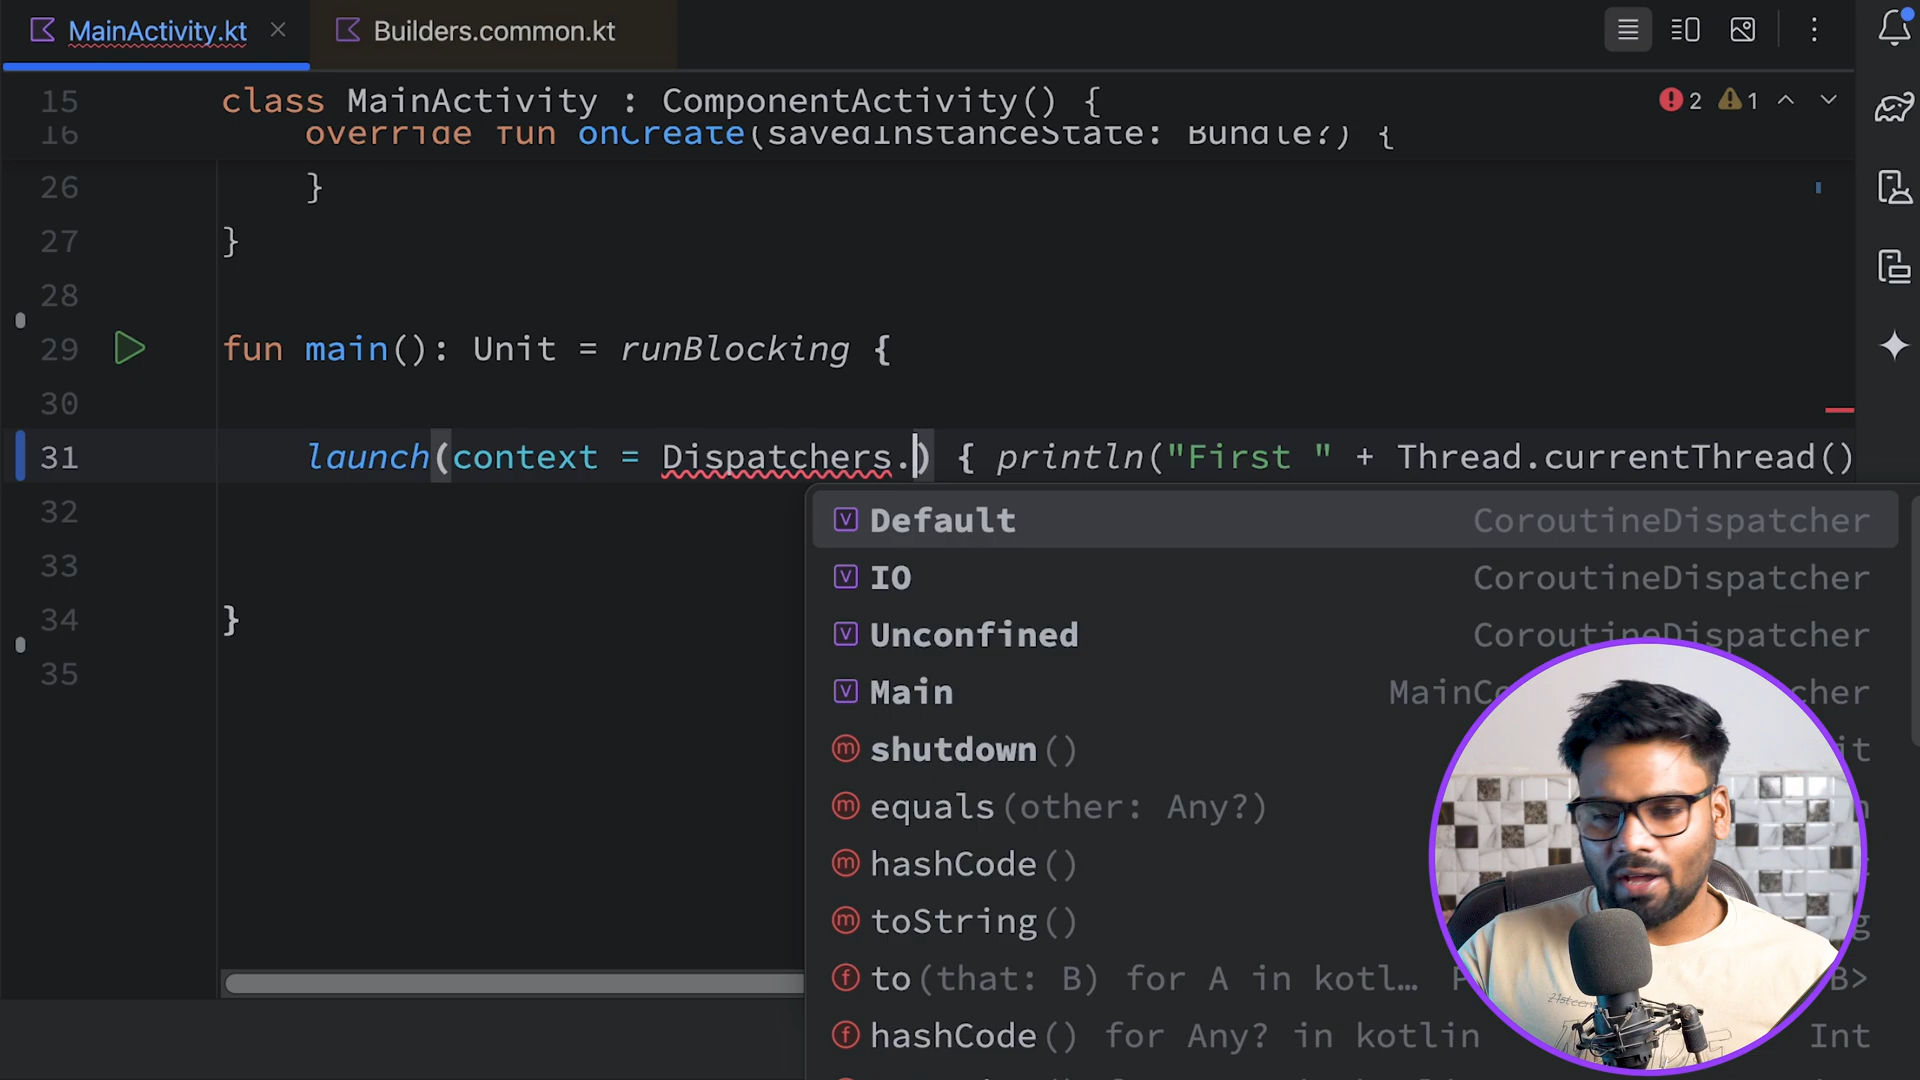 MainActivity.kt
Builders.common.kt
15 class MainActivity : ComponentActivity() {
2 1
16 override fun onCreate(savedInstanceState: Bundle?) {
26 }
27 }
28
29 fun main(): Unit = runBlocking {
30
31 launch(context = Dispatchers.) { println("First " + Thread.currentThread()
32
33
34 }
35
Default CoroutineDispatcher
IO CoroutineDispatcher
Unconfined CoroutineDispatcher
Main
shutdown()
equals(other: Any?)
hashCode()
toString()
to(that: B) for A in kotl… B>
hashCode() for Any? in kotlin Int